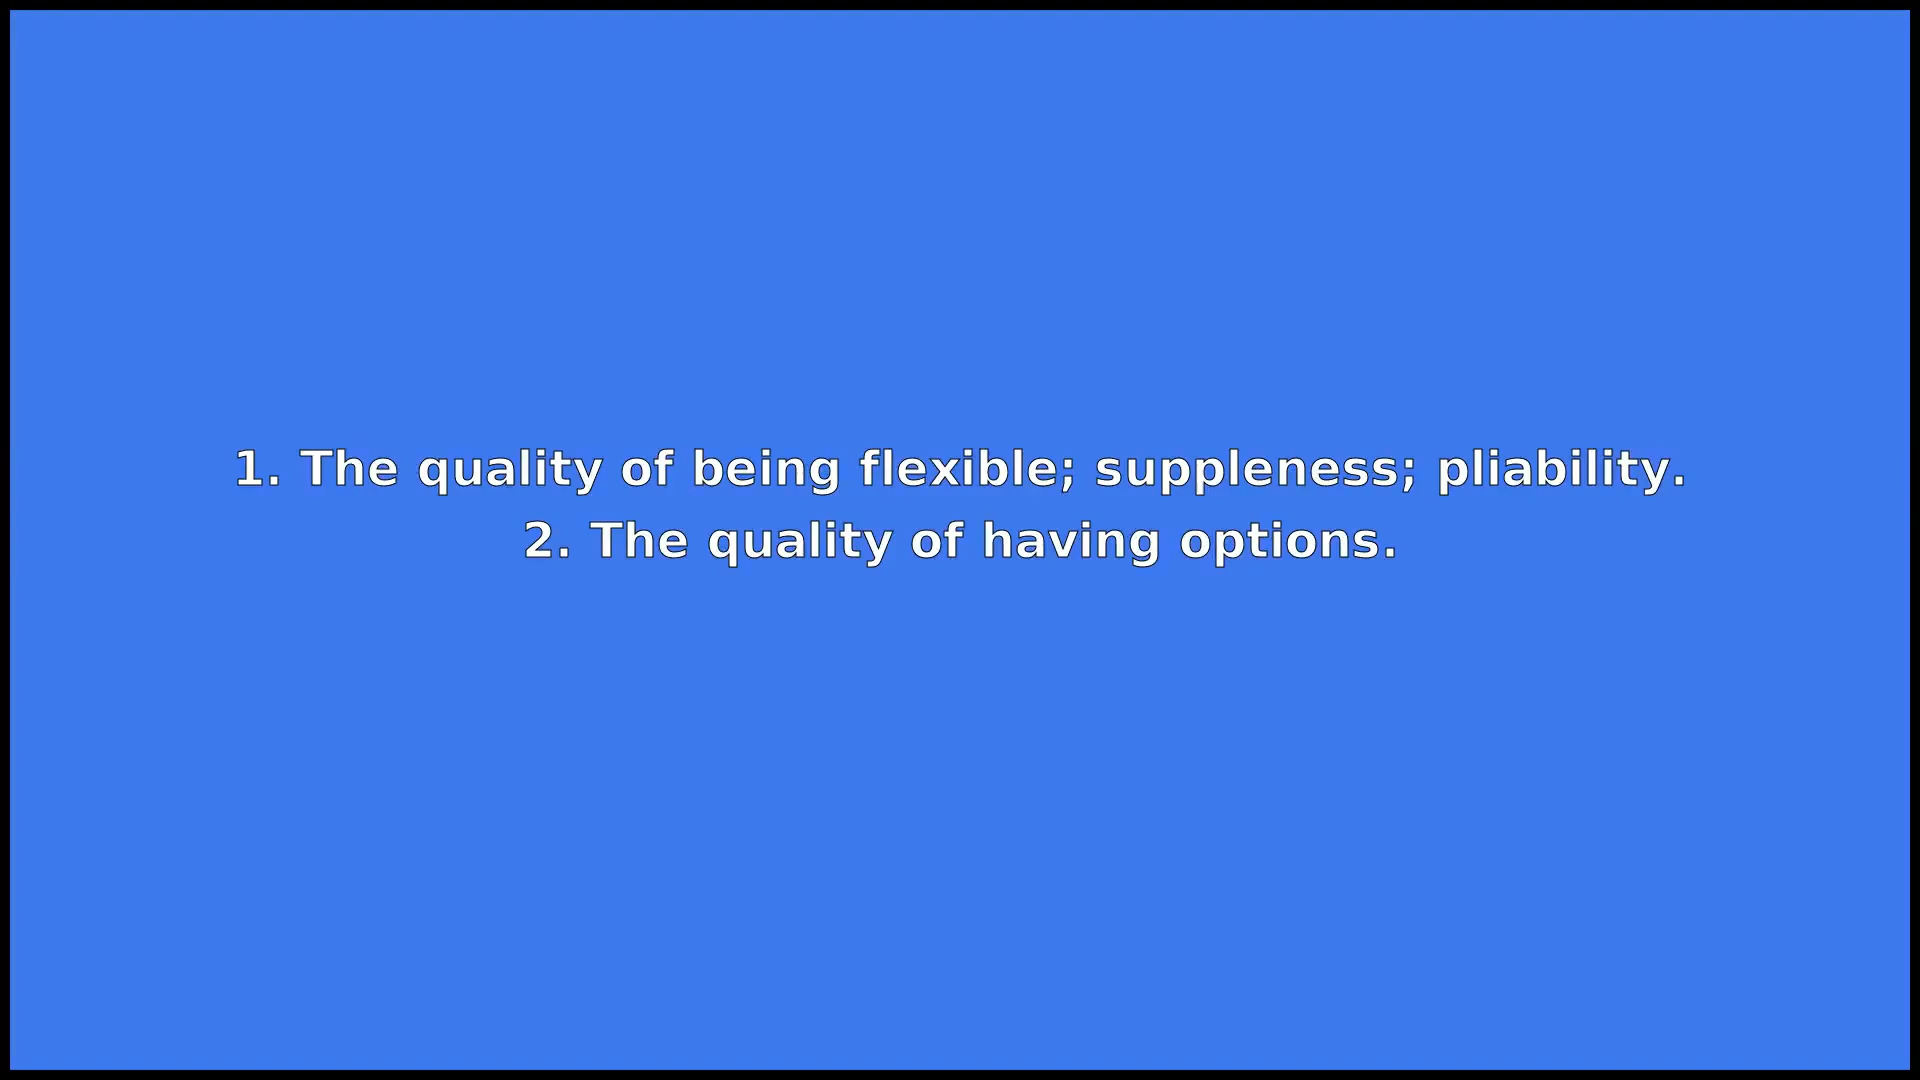 1. The quality of being flexible; suppleness; pliability.
2. The quality of having options.